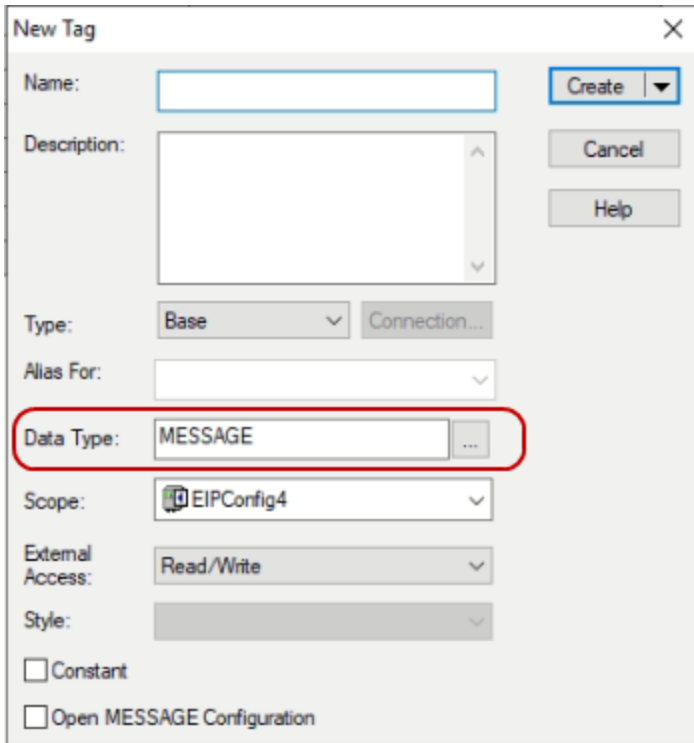 New Tag
Name:
Create
Description:
Cancel
Help
Type:
Base
Connection...
Alias For:
Data Type:
MESSAGE
...
Scope:
EIPConfig4
External
Access:
Read/Write
Style:
Constant
Open MESSAGE Configuration